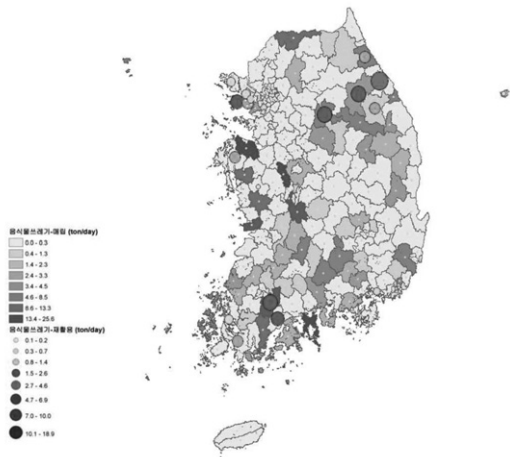 음식물쓰레기-매립 (ton/day)
0.0 - 0.3
0.4 - 1.3
1.4 - 2.3
2.4 - 3.3
3.4 - 4.5
4.6 - 8.5
8.6 - 13.3
13.4 - 25.6
음식물쓰레기-재활용 (ton/day)
0.1 - 0.2
0.3 - 0.7
0.8 - 1.4
1.5 - 2.6
2.7 - 4.6
4.7 - 6.9
7.0 - 10.0
10.1 - 18.9